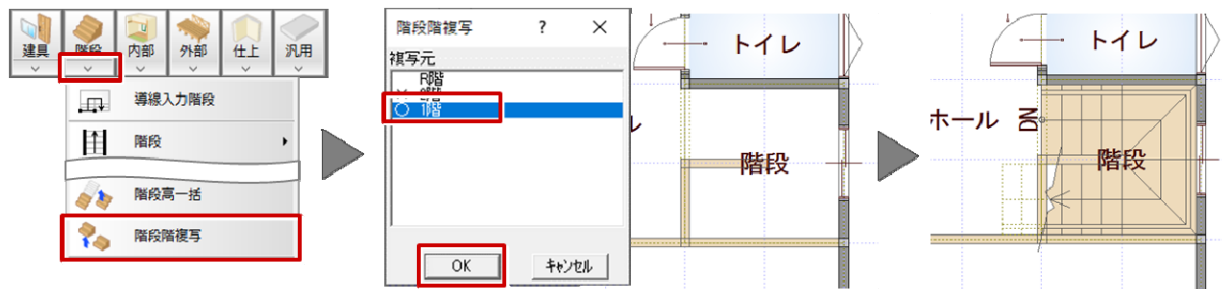 建具 階段 内部 外部 仕上 汎用
導線入力階段
階段
階段高一括
階段階複写
階段階複写 ? ×
複写元
R階
1階
OK キャンセル
トイレ
ル
階段
トイレ
ホール
DN
階段